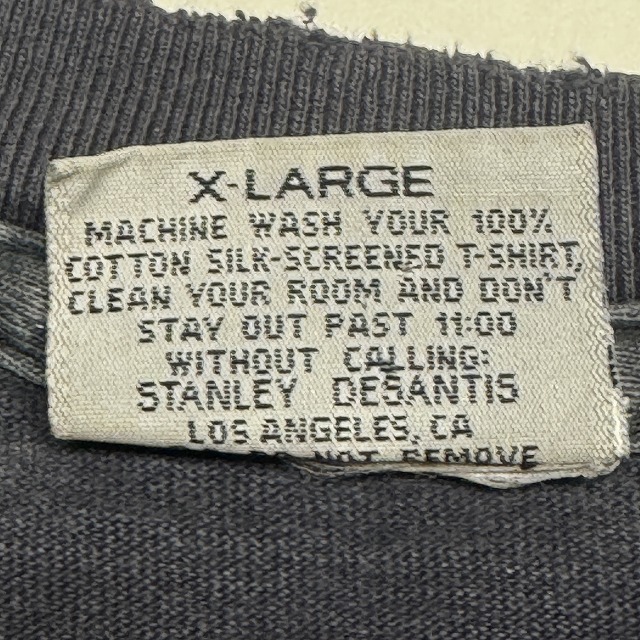 X-LARGE
MACHINE WASH YOUR 100%
COTTON SILK-SCREENED T-SHIRT,
CLEAN YOUR ROOM AND DON'T
STAY OUT PAST 11:00
WITHOUT CALLING:
STANLEY DESANTIS
LOS ANGELES, CA
NOT REMOVE